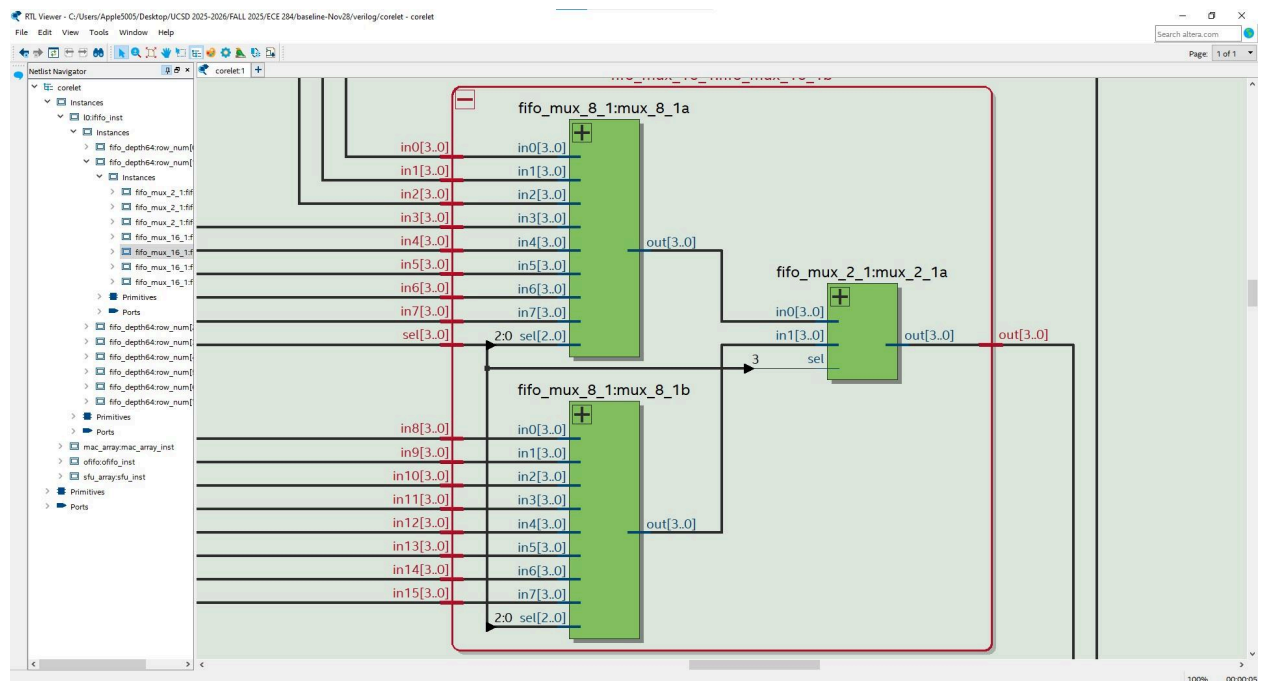 RTL Viewer - C:/Users/Apple5005/Desktop/UCSD 2025-2026/FALL 2025/ECE 284/baseline-Nov28/verilog/corelet - corelet
File Edit View Tools Window Help
Search altera.com
Page: 1 of 1
Netlist Navigator
corelet:1
corelet
Instances
l0:lfifo_inst
Instances
fifo_depth64:row_num[
fifo_depth64:row_num[
Instances
fifo_mux_2_1:fif
fifo_mux_2_1:fif
fifo_mux_2_1:fif
fifo_mux_16_1:f
fifo_mux_16_1:f
fifo_mux_16_1:f
fifo_mux_16_1:f
Primitives
Ports
fifo_depth64:row_num[
fifo_depth64:row_num[
fifo_depth64:row_num[
fifo_depth64:row_num[
fifo_depth64:row_num[
fifo_depth64:row_num[
Primitives
Ports
mac_array:mac_array_inst
ofifo:ofifo_inst
sfu_array:sfu_inst
Primitives
Ports
fifo_mux_8_1:mux_8_1a
in0[3..0] in0[3..0]
in1[3..0] in1[3..0]
in2[3..0] in2[3..0]
in3[3..0] in3[3..0]
in4[3..0] in4[3..0] out[3..0]
in5[3..0] in5[3..0]
in6[3..0] in6[3..0]
in7[3..0] in7[3..0]
sel[3..0] 2:0 sel[2..0]
fifo_mux_2_1:mux_2_1a
in0[3..0]
in1[3..0] out[3..0] out[3..0]
3 sel
fifo_mux_8_1:mux_8_1b
in8[3..0] in0[3..0]
in9[3..0] in1[3..0]
in10[3..0] in2[3..0]
in11[3..0] in3[3..0]
in12[3..0] in4[3..0] out[3..0]
in13[3..0] in5[3..0]
in14[3..0] in6[3..0]
in15[3..0] in7[3..0]
2:0 sel[2..0]
100% 00:00:05